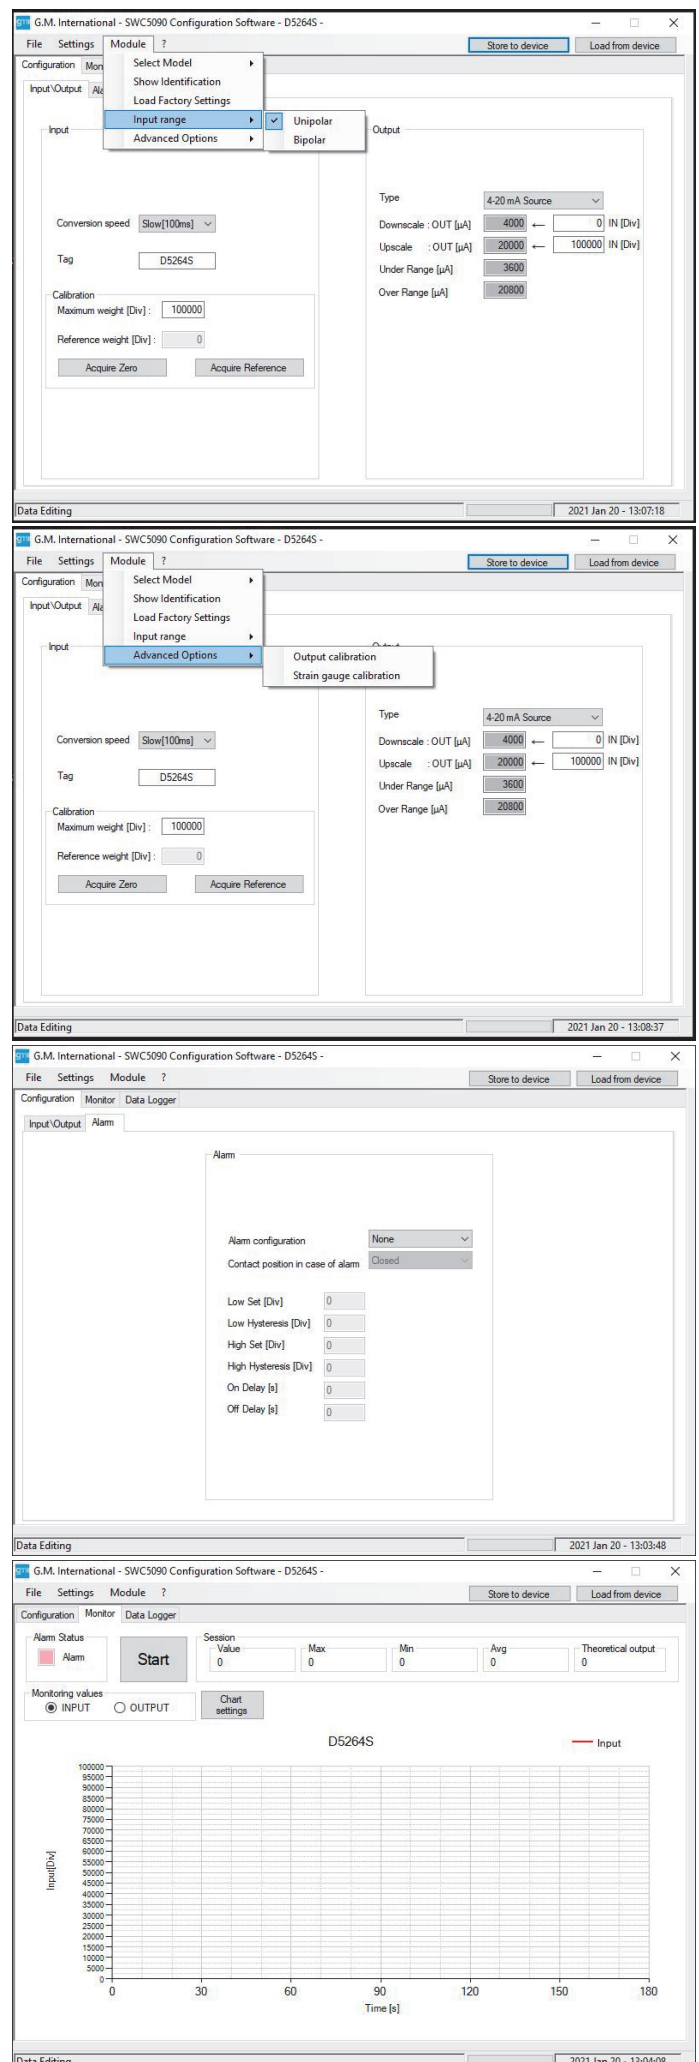 G.M. International - SWC5090 Configuration Software - D5264S -
File Settings Module ? Store to device Load from device
Configuration Mon Select Model
Show Identification
Input\Output Ala Load Factory Settings
Input range Unipolar
Advanced Options Bipolar
Input Output
Type 4-20 mA Source
Conversion speed Slow[100ms] Downscale : OUT [µA] 4000 ← 0 IN [Div]
Upscale : OUT [µA] 20000 ← 100000 IN [Div]
Tag D5264S Under Range [µA] 3600
Over Range [µA] 20800
Calibration
Maximum weight [Div] : 100000
Reference weight [Div] : 0
Acquire Zero Acquire Reference
Data Editing 2021 Jan 20 - 13:07:18
G.M. International - SWC5090 Configuration Software - D5264S -
File Settings Module ? Store to device Load from device
Configuration Mon Select Model
Show Identification
Input\Output Ala Load Factory Settings
Input range
Advanced Options Output calibration
Strain gauge calibration
Input
Type 4-20 mA Source
Conversion speed Slow[100ms] Downscale : OUT [µA] 4000 ← 0 IN [Div]
Upscale : OUT [µA] 20000 ← 100000 IN [Div]
Tag D5264S Under Range [µA] 3600
Over Range [µA] 20800
Calibration
Maximum weight [Div] : 100000
Reference weight [Div] : 0
Acquire Zero Acquire Reference
Data Editing 2021 Jan 20 - 13:08:37
G.M. International - SWC5090 Configuration Software - D5264S -
File Settings Module ? Store to device Load from device
Configuration Monitor Data Logger
Input\Output Alarm
Alarm
Alarm configuration None
Contact position in case of alarm Closed
Low Set [Div] 0
Low Hysteresis [Div] 0
High Set [Div] 0
High Hysteresis [Div] 0
On Delay [s] 0
Off Delay [s] 0
Data Editing 2021 Jan 20 - 13:03:48
G.M. International - SWC5090 Configuration Software - D5264S -
File Settings Module ? Store to device Load from device
Configuration Monitor Data Logger
Alarm Status Session
Alarm Start Value Max Min Avg Theoretical output
0 0 0 0 0
Monitoring values
INPUT OUTPUT Chart settings
D5264S Input
100000
95000
90000
85000
80000
75000
70000
65000
60000
55000
50000
45000
40000
35000
30000
25000
20000
15000
10000
5000
0
Input[Div]
0 30 60 90 120 150 180
Time [s]
Data Editing 2021 Jan 20 - 13:04:08